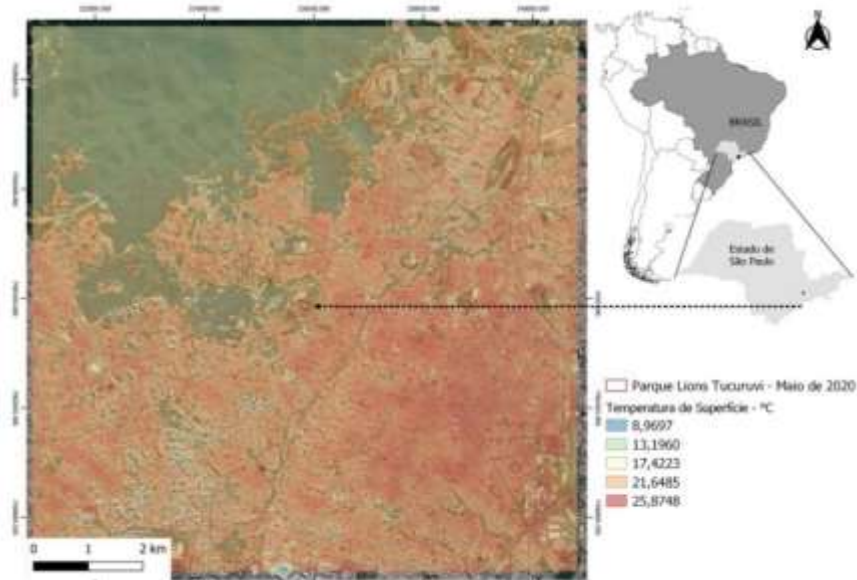 N
BRASIL
Estado de
São Paulo
Parque Lions Tucuruvi - Maio de 2020
Temperatura de Superfície - °C
8,9697
13,1960
17,4223
21,6485
25,8748
0 1 2 km